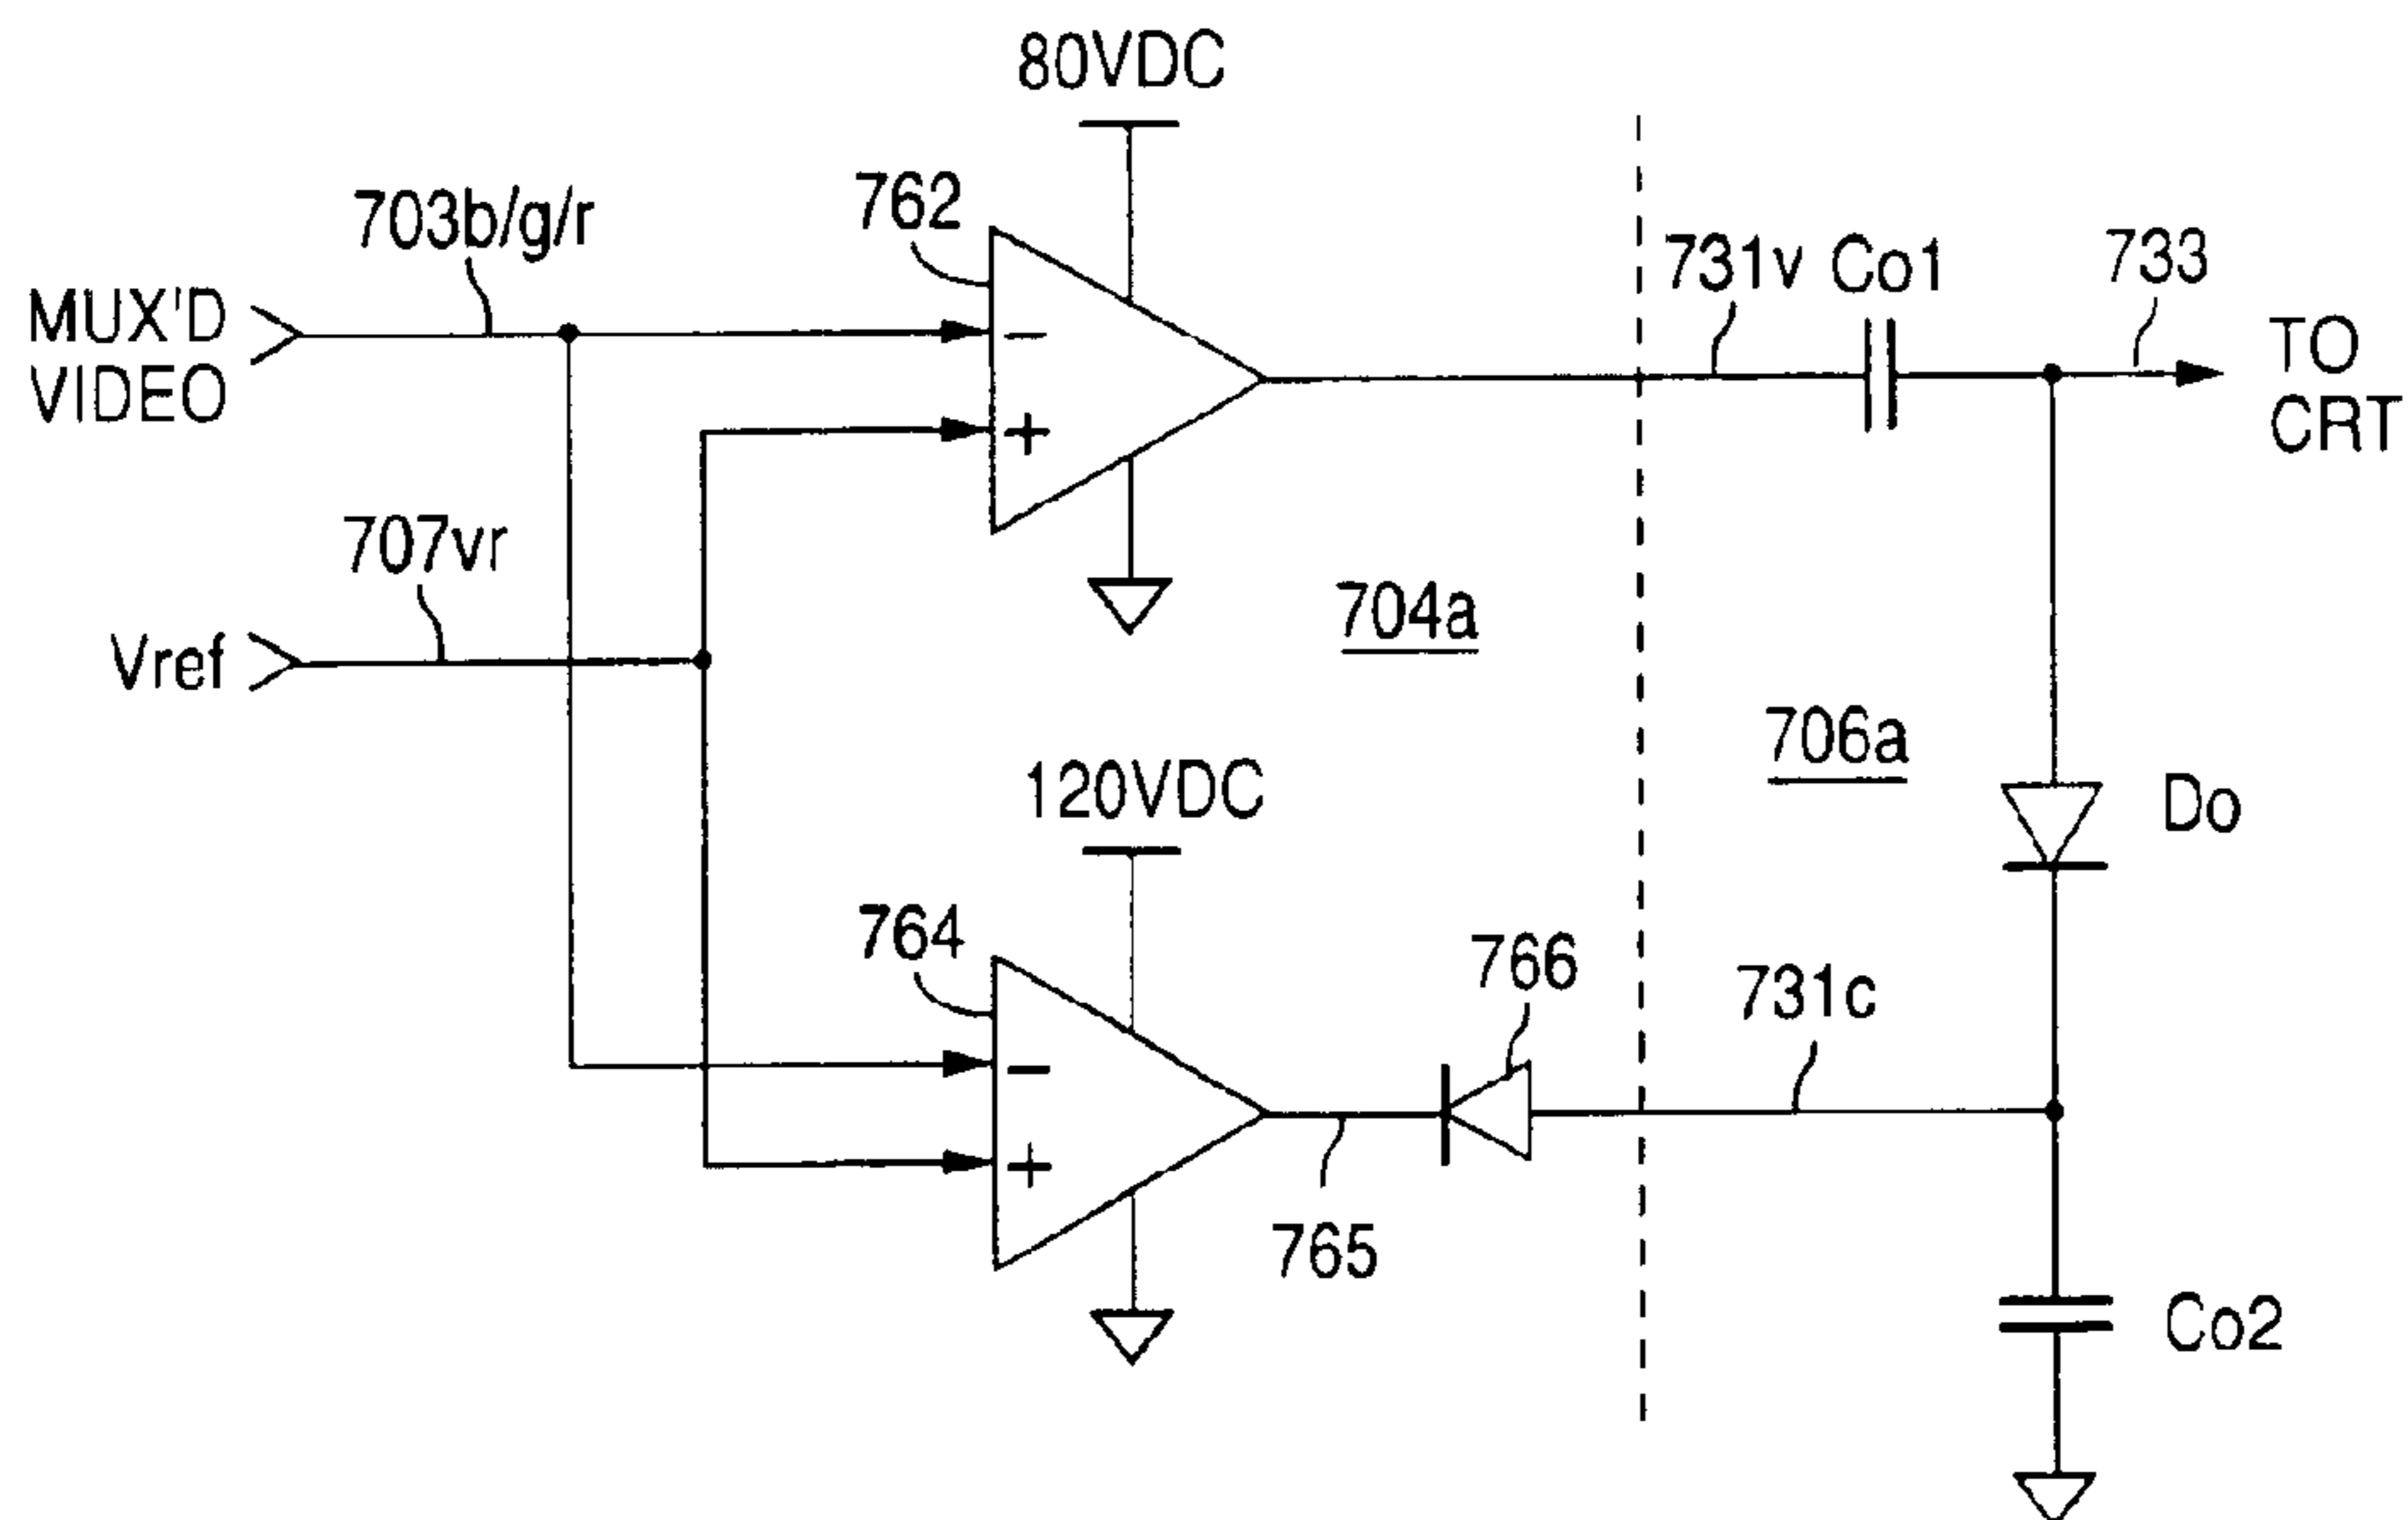 80VDC
703b/g/r
762
MUX'D
VIDEO
−
+
731v Co1
733
TO
CRT
707vr
Vref
704a
706a
120VDC
Do
764
766
731c
−
+
765
Co2